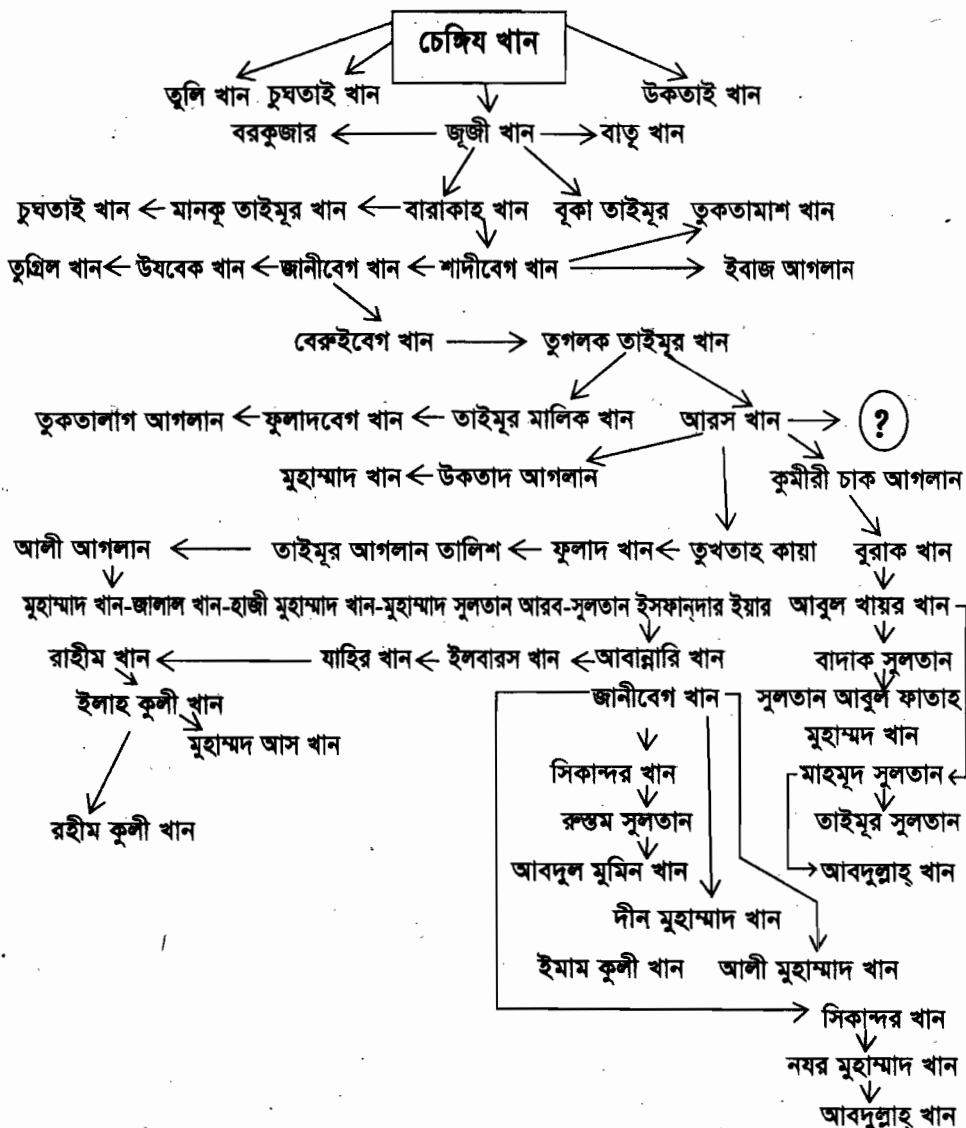 চেঙ্গিয খান
তুলি খান চুঘতাই খান উকতাই খান
বরকুজার ← জূজী খান → বাতূ খান
চুঘতাই খান ← মানকূ তাইমূর খান ← বারাকাহ খান বূকা তাইমূর তুকতামাশ খান
তুগ্রিল খান ← উযবেক খান ← জানীবেগ খান ← শাদীবেগ খান → ইবাজ আগলান
বেরুইবেগ খান → তুগলক তাইমূর খান
তুকতালাগ আগলান ← ফুলাদবেগ খান ← তাইমূর মালিক খান আরস খান → ?
মুহাম্মাদ খান ← উকতাদ আগলান কুমীরী চাক আগলান
আলী আগলান ← তাইমূর আগলান তালিশ ← ফুলাদ খান ← তুখতাহ কায়া বুরাক খান
মুহাম্মাদ খান-জালাল খান-হাজী মুহাম্মাদ খান-মুহাম্মাদ সুলতান আরব-সুলতান ইসফান্‌দার ইয়ার আবুল খায়র খান
রাহীম খান ← যাহির খান ← ইলবারস খান ← আবান্নারি খান বাদাক সুলতান
ইলাহ কুলী খান জানীবেগ খান সুলতান আবুল ফাতাহ
মুহাম্মদ আস খান মুহাম্মদ খান
সিকান্দর খান মাহমূদ সুলতান
রহীম কুলী খান রুস্তম সুলতান তাইমূর সুলতান
আবদুল মুমিন খান আবদুল্লাহ্ খান
দীন মুহাম্মাদ খান
ইমাম কুলী খান আলী মুহাম্মাদ খান
সিকান্দর খান
নযর মুহাম্মাদ খান
আবদুল্লাহ্ খান